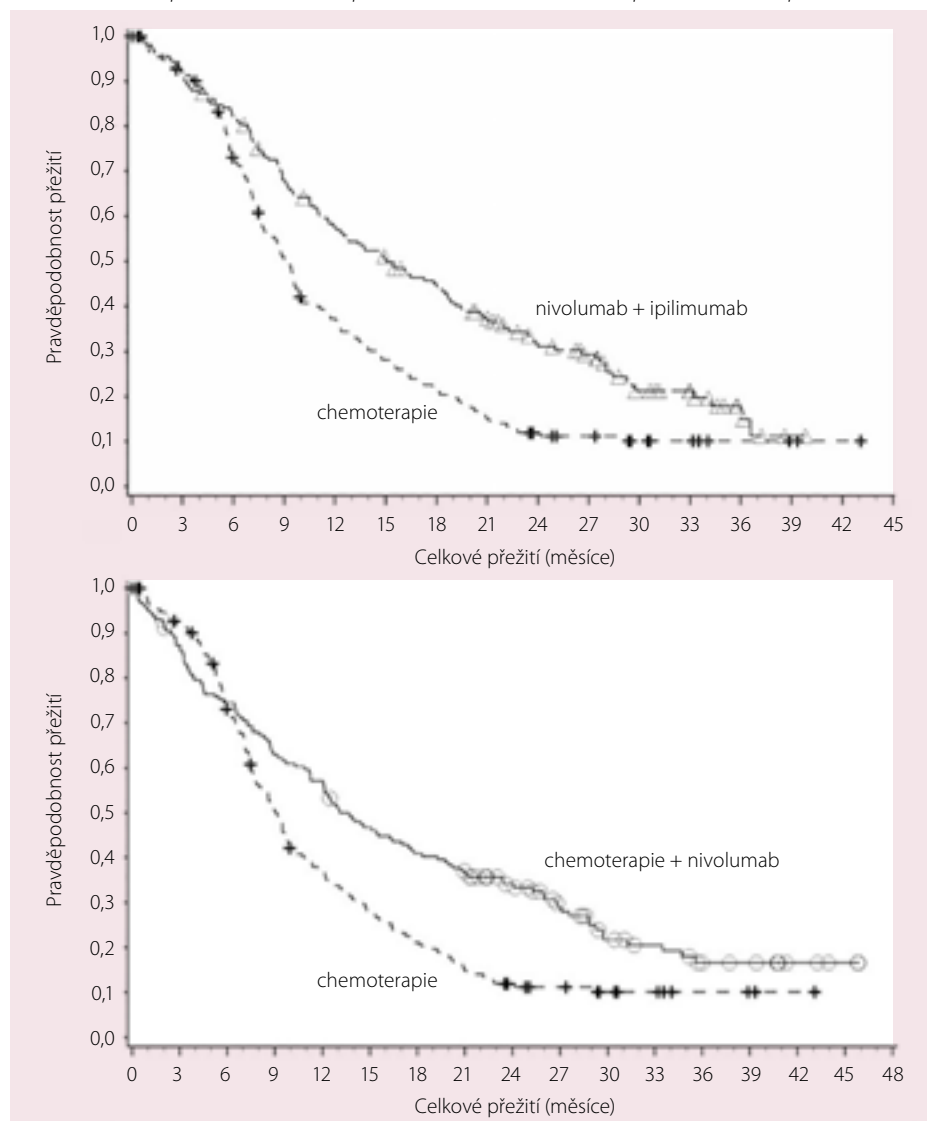 1,0
0,9
0,8
0,7
0,6
0,5
0,4
0,3
0,2
0,1
0,0
Pravděpodobnost přežití
nivolumab + ipilimumab
chemoterapie
0 3 6 9 12 15 18 21 24 27 30 33 36 39 42 45
Celkové přežití (měsíce)
1,0
0,9
0,8
0,7
0,6
0,5
0,4
0,3
0,2
0,1
0,0
Pravděpodobnost přežití
chemoterapie + nivolumab
chemoterapie
0 3 6 9 12 15 18 21 24 30 33 36 42 45 48
Celkové přežití (měsíce)